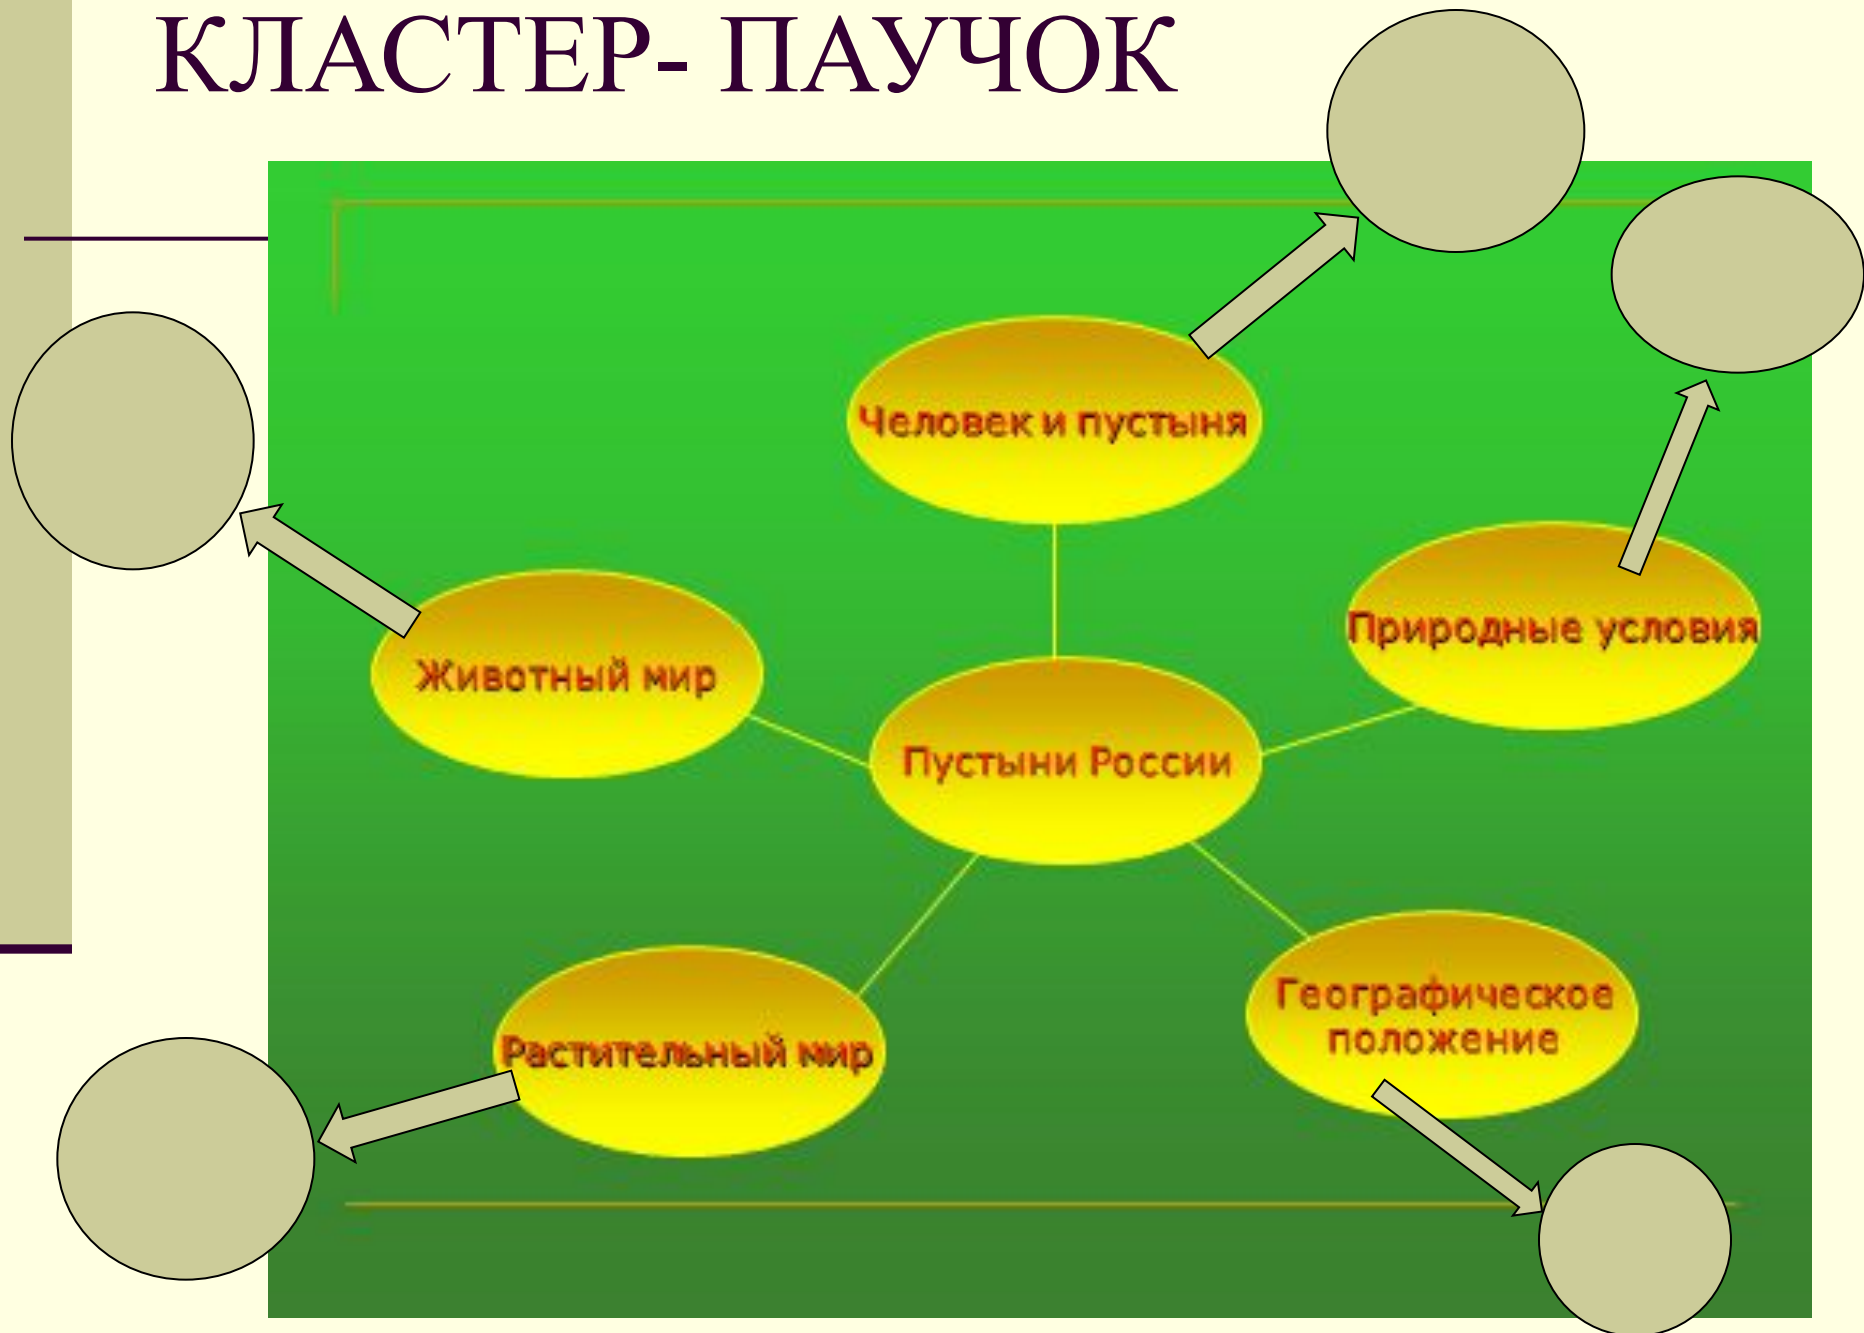 КЛАСТЕР- ПАУЧОК
Человек и пустыня
Природные условия
Животный мир
Пустыни России
Географическое
положение
Растительный мир